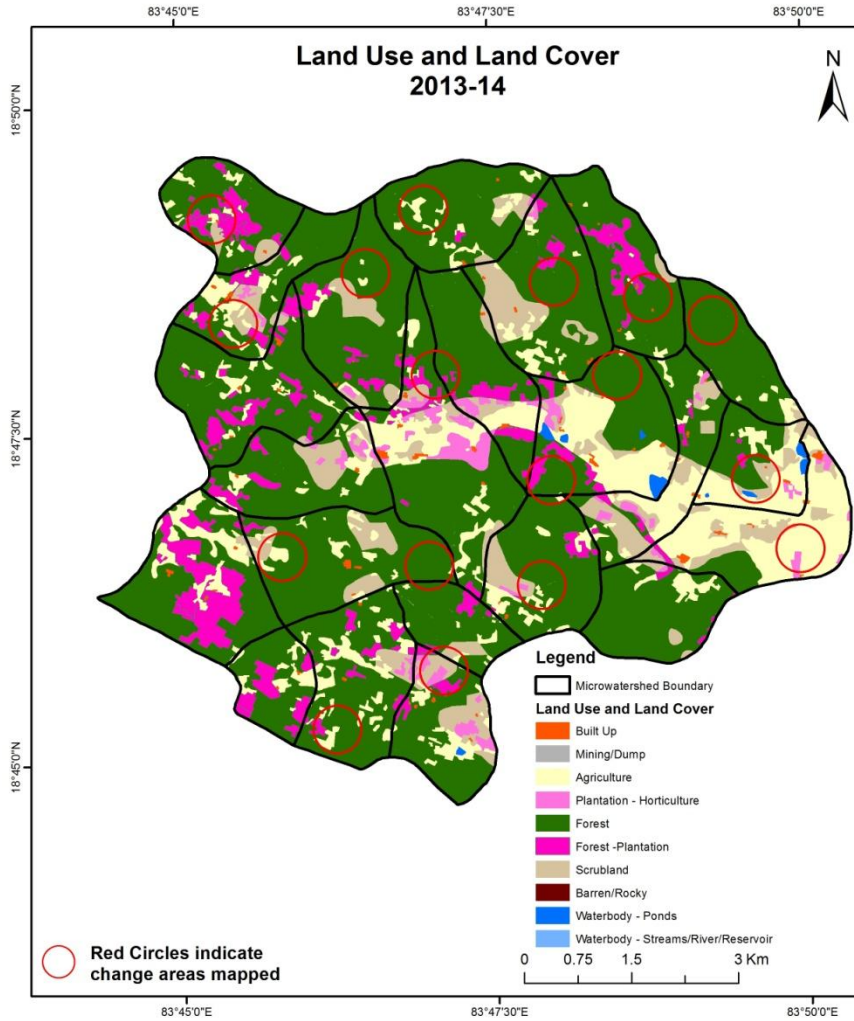 83°45'0"E 83°47'30"E 83°50'0"E
Land Use and Land Cover
2013-14
N
18°50'0"N
18°47'30"N
18°45'0"N
Legend
Microwatershed Boundary
Land Use and Land Cover
Built Up
Mining/Dump
Agriculture
Plantation - Horticulture
Forest
Forest -Plantation
Scrubland
Barren/Rocky
Waterbody - Ponds
Waterbody - Streams/River/Reservoir
Red Circles indicate
change areas mapped
0 0.75 1.5 3 Km
83°45'0"E 83°47'30"E 83°50'0"E